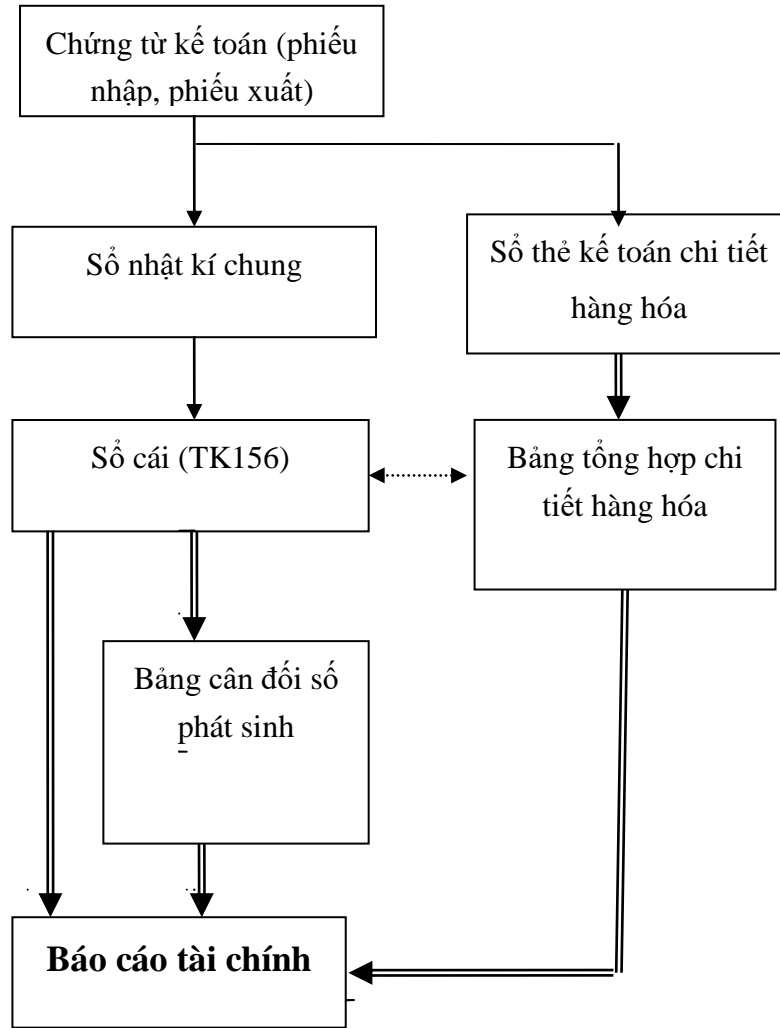 Chứng từ kế toán (phiếu
nhập, phiếu xuất)
Sổ nhật kí chung
Sổ thẻ kế toán chi tiết
hàng hóa
Sổ cái (TK156)
Bảng tổng hợp chi
tiết hàng hóa
Bảng cân đối số
phát sinh
Báo cáo tài chính